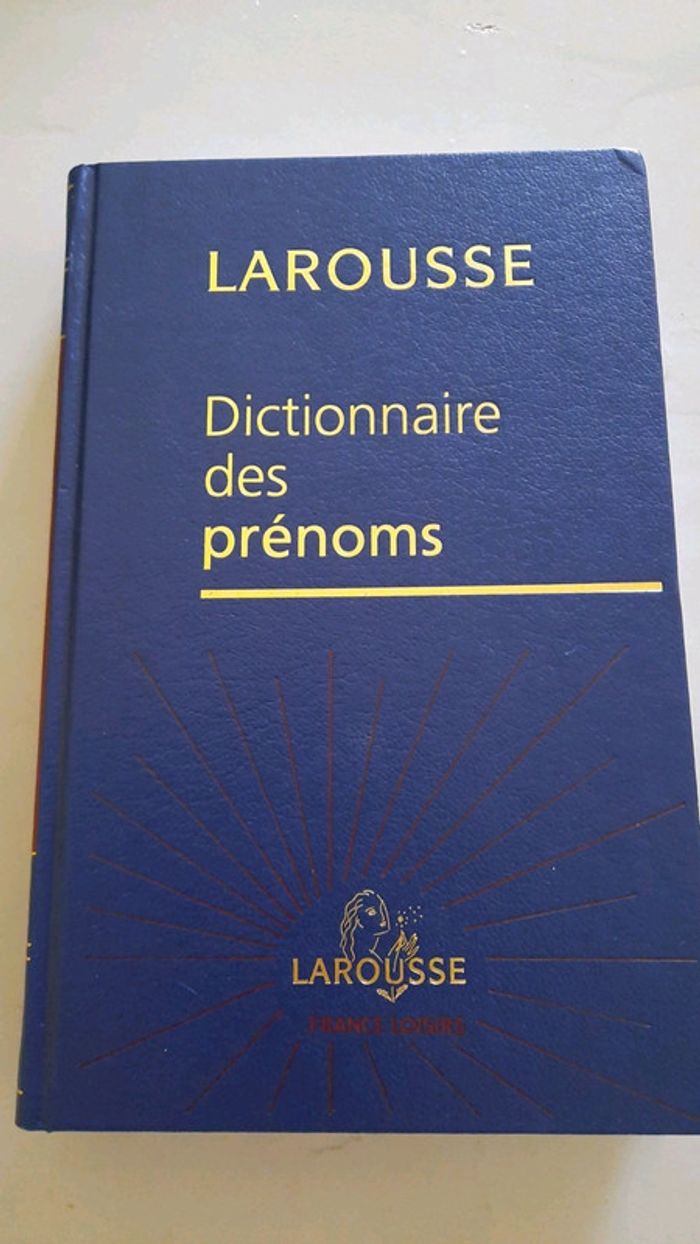 LAROUSSE
Dictionnaire
des
prénoms
LAROUSSE
FRANCE LOISIRS